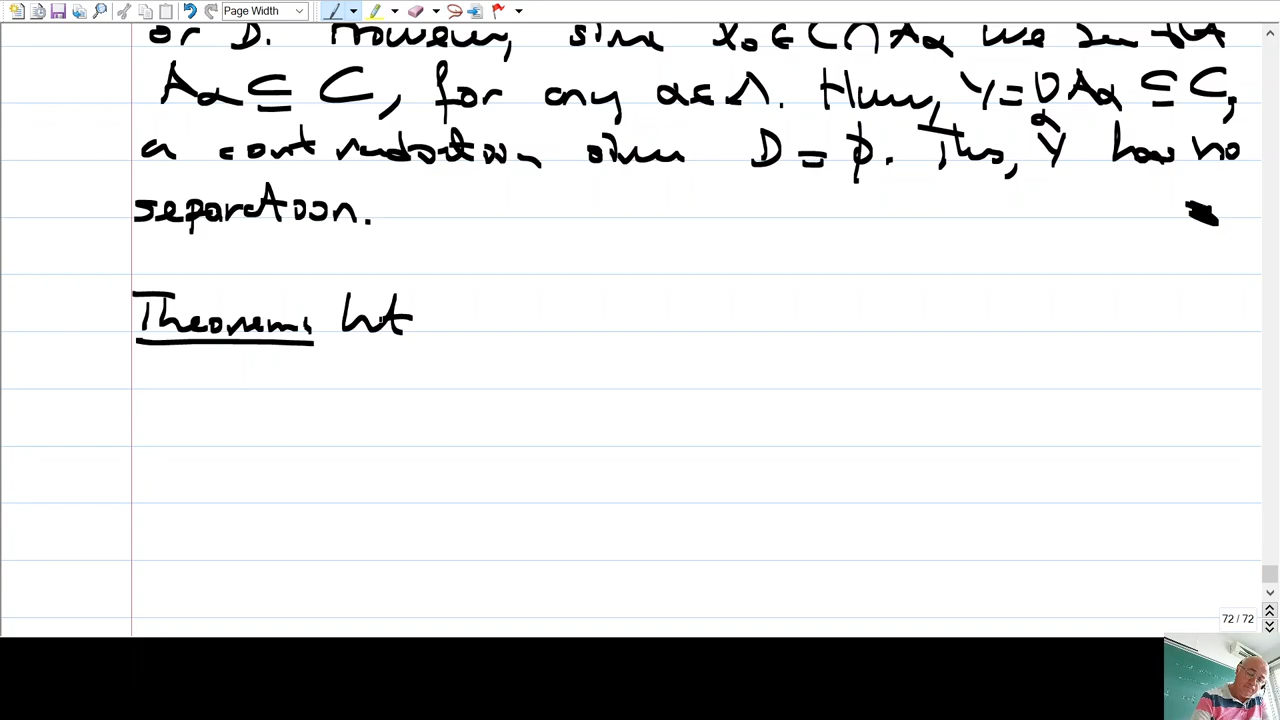 Page Width
or D. However, since x₀ ∈ C ∩ Aα we see that
Aα ⊆ C, for any α ∈ Λ. Hence, Y = ∪ Aα ⊆ C,
α
a contradiction since D = ϕ. Thus, Y has no
separation.
Theorem: Let
72 / 72